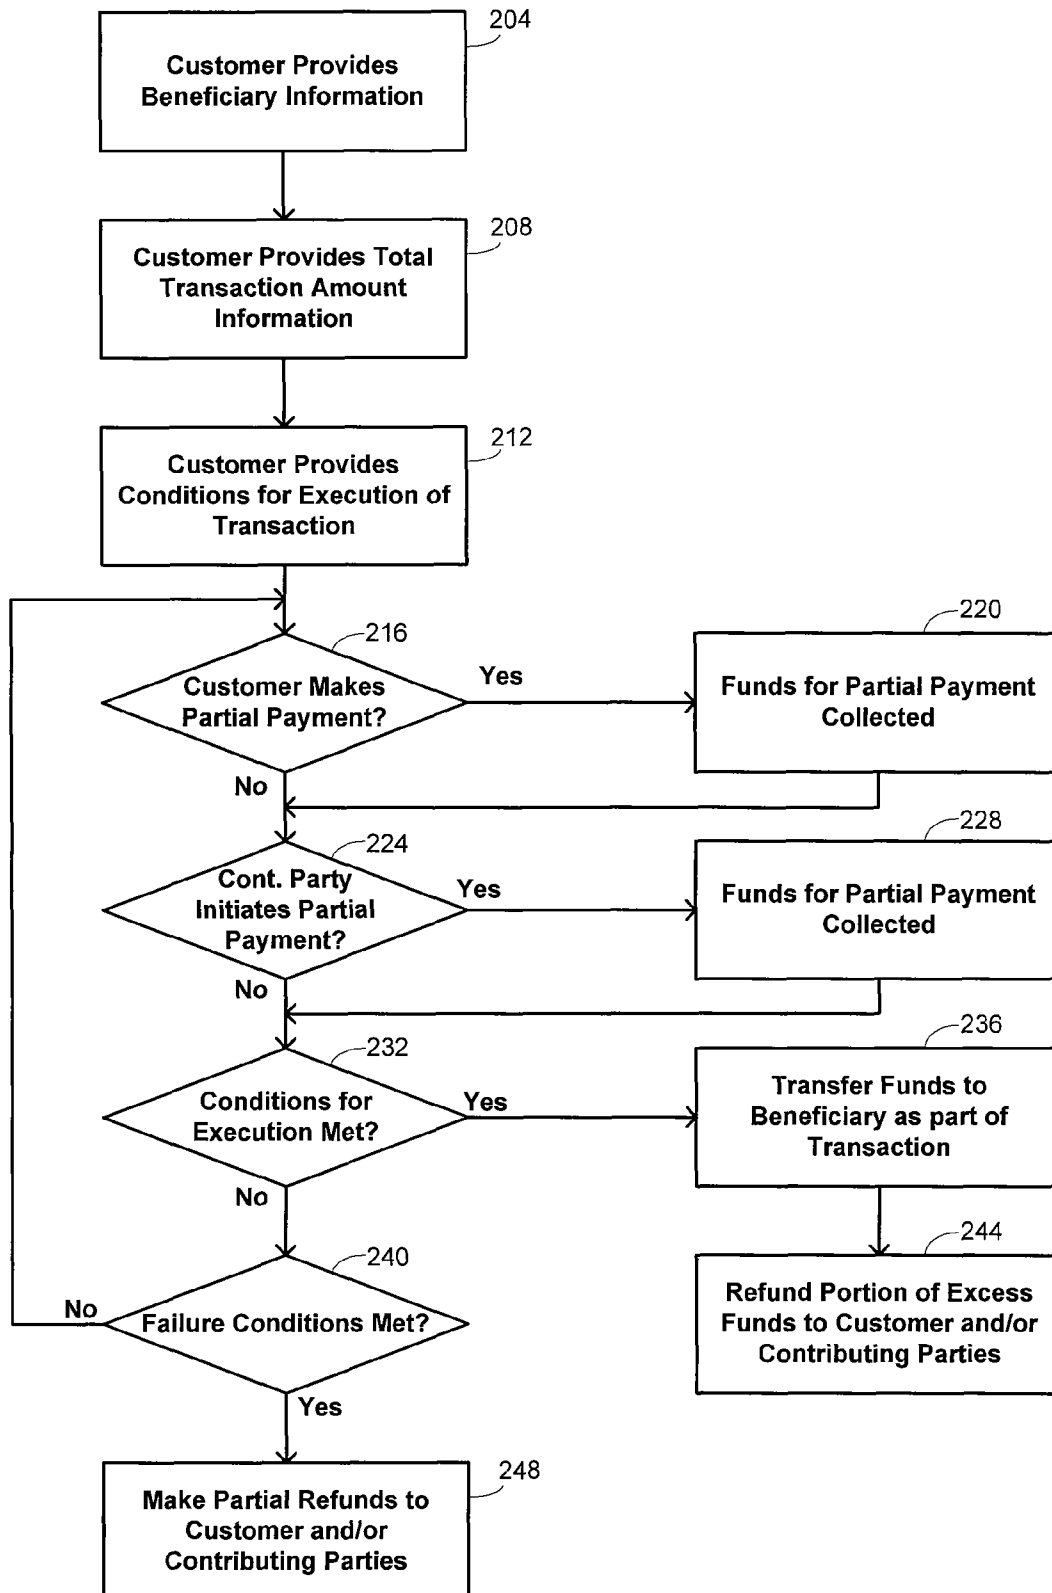 204
Customer Provides
Beneficiary Information
208
Customer Provides Total
Transaction Amount
Information
212
Customer Provides
Conditions for Execution of
Transaction
216
Customer Makes
Partial Payment?
Yes
No
220
Funds for Partial Payment
Collected
224
Cont. Party
Initiates Partial
Payment?
Yes
No
228
Funds for Partial Payment
Collected
232
Conditions for
Execution Met?
Yes
No
236
Transfer Funds to
Beneficiary as part of
Transaction
240
Failure Conditions Met?
No
Yes
244
Refund Portion of Excess
Funds to Customer and/or
Contributing Parties
248
Make Partial Refunds to
Customer and/or
Contributing Parties